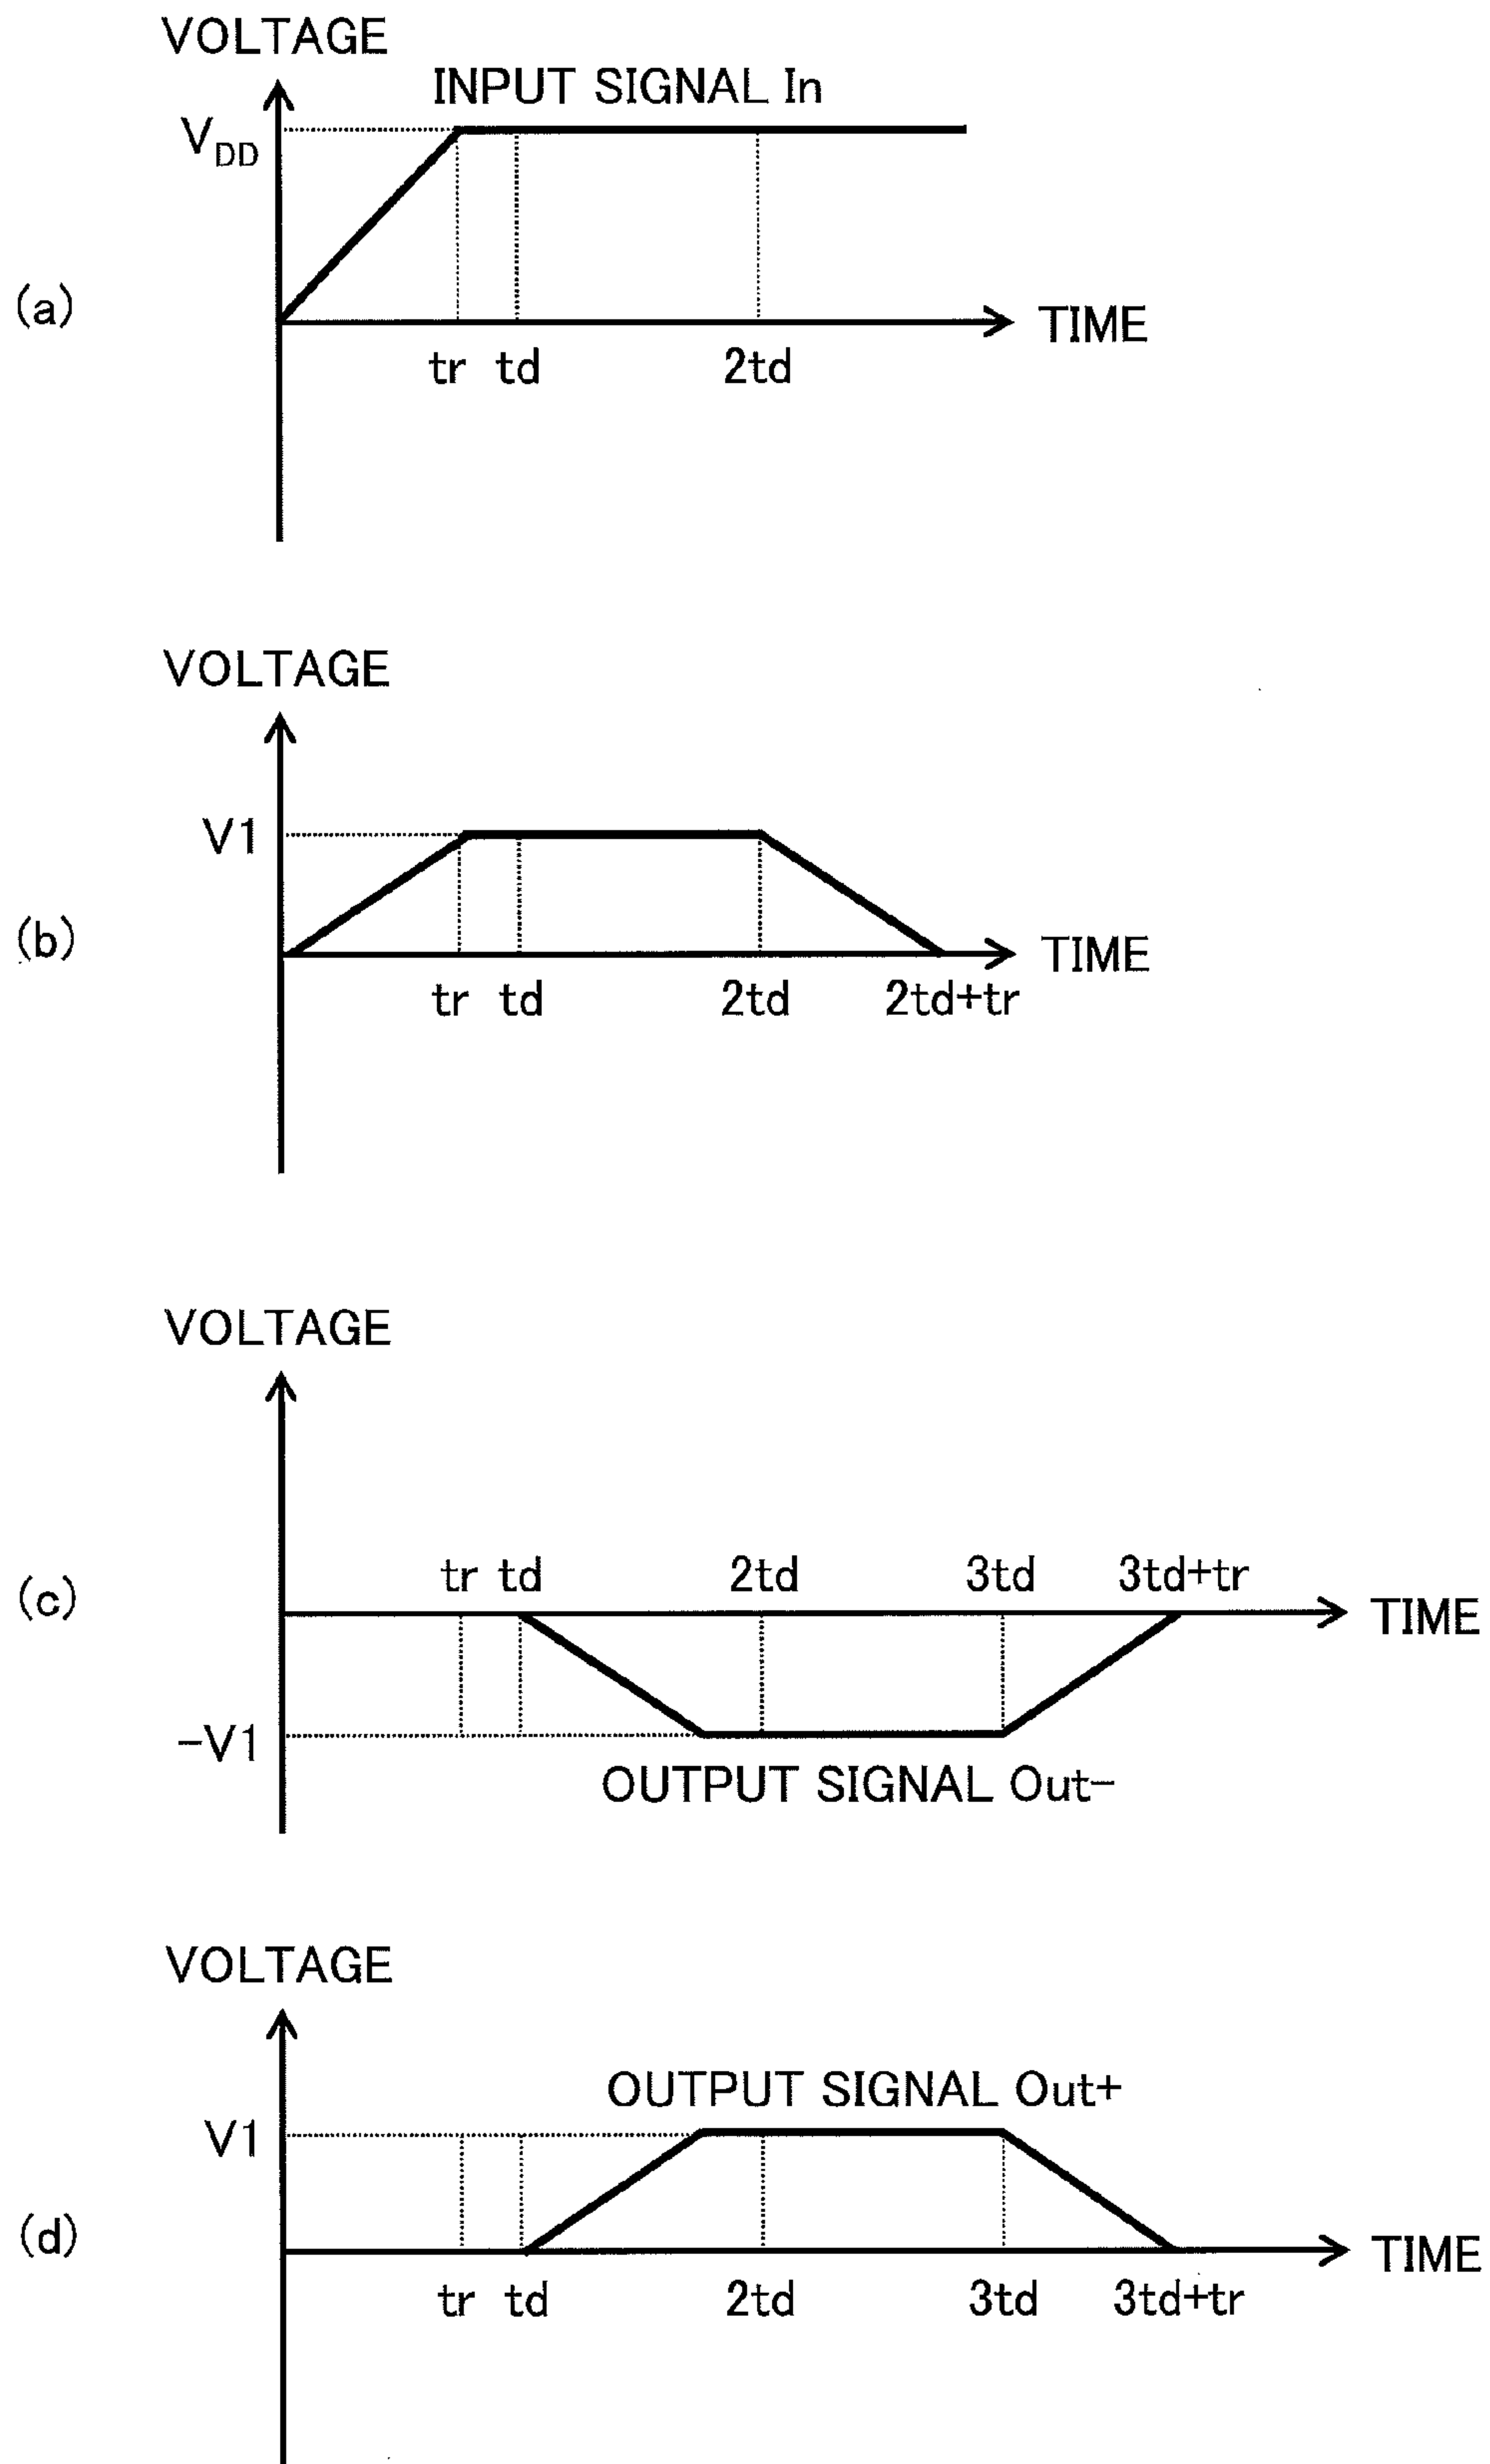 VOLTAGE
INPUT SIGNAL In
VDD
(a)
TIME
tr td 2td
VOLTAGE
V1
(b)
TIME
tr td 2td 2td+tr
VOLTAGE
tr td 2td 3td 3td+tr
(c)
TIME
-V1
OUTPUT SIGNAL Out-
VOLTAGE
OUTPUT SIGNAL Out+
V1
(d)
TIME
tr td 2td 3td 3td+tr